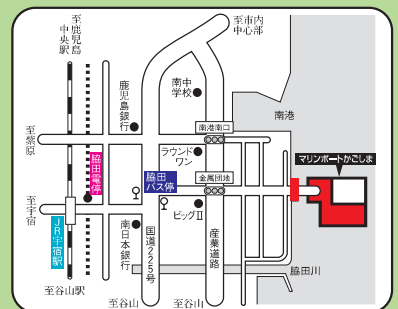 至鹿児島
中央駅
至市内
中心部
鹿児島銀行
南中
学校
南港
南港南口
至紫原
ラウンド
ワン
マリンポートかごしま
脇田電停
脇田
バス停
金属団地
至宇宿
JR宇宿駅
南日本銀行
国道225号
ビッグⅡ
産業道路
脇田川
至谷山駅
至谷山
至谷山